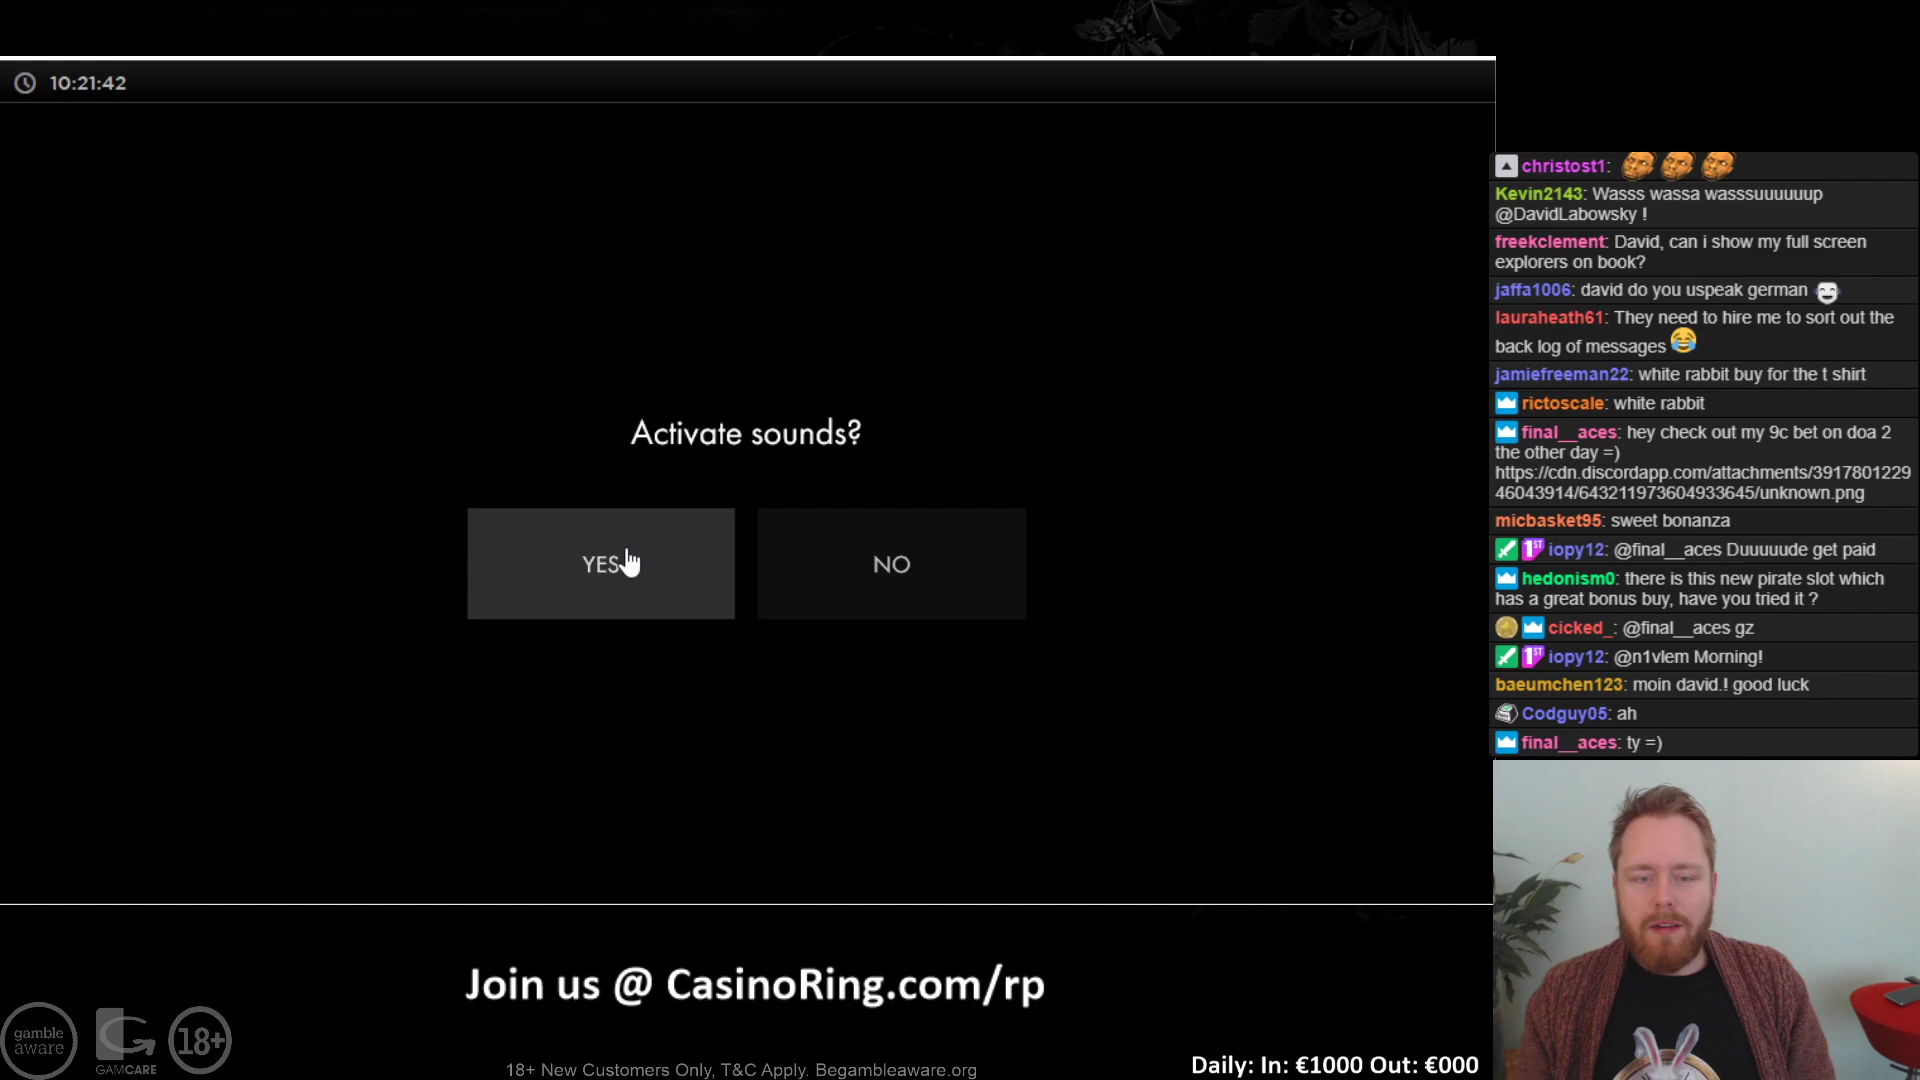 10:21:42
christost1:
Kevin2143: Wasss wassa wasssuuuuuup
@DavidLabowsky !
freekclement: David, can i show my full screen
explorers on book?
jaffa1006: david do you uspeak german
lauraheath61: They need to hire me to sort out the
back log of messages
jamiefreeman22: white rabbit buy for the t shirt
rictoscale: white rabbit
final__aces: hey check out my 9c bet on doa 2
the other day =)
https://cdn.discordapp.com/attachments/3917801229
46043914/643211973604933645/unknown.png
micbasket95: sweet bonanza
1ST iopy12: @final__aces Duuuuude get paid
hedonism0: there is this new pirate slot which
has a great bonus buy, have you tried it ?
cicked_: @final__aces gz
1ST iopy12: @n1vlem Morning!
baeumchen123: moin david.! good luck
Codguy05: ah
final__aces: ty =)
Activate sounds?
YES
NO
Join us @ CasinoRing.com/rp
gamble
aware
GAMCARE
18+
18+ New Customers Only, T&C Apply. Begambleaware.org
Daily: In: €1000 Out: €000